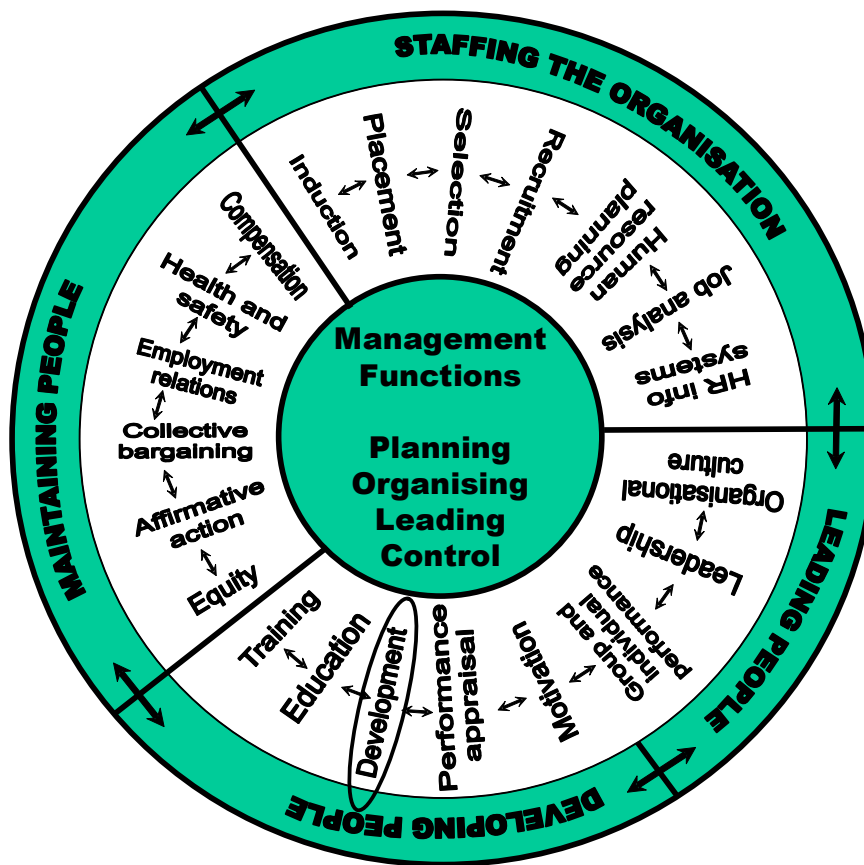 STAFFING THE ORGANISATION
Induction
Placement
Selection
Recruitment
Human
resource
planning
Job analysis
HR info
systems
LEADING PEOPLE
Organisational
culture
Leadership
Group and
Individual
performance
Motivation
DEVELOPING PEOPLE
Performance
appraisal
Development
Education
Training
MAINTAINING PEOPLE
Equity
Affirmative
action
Collective
bargaining
Employment
relations
Health and
safety
Compensation
Management
Functions
Planning
Organising
Leading
Control